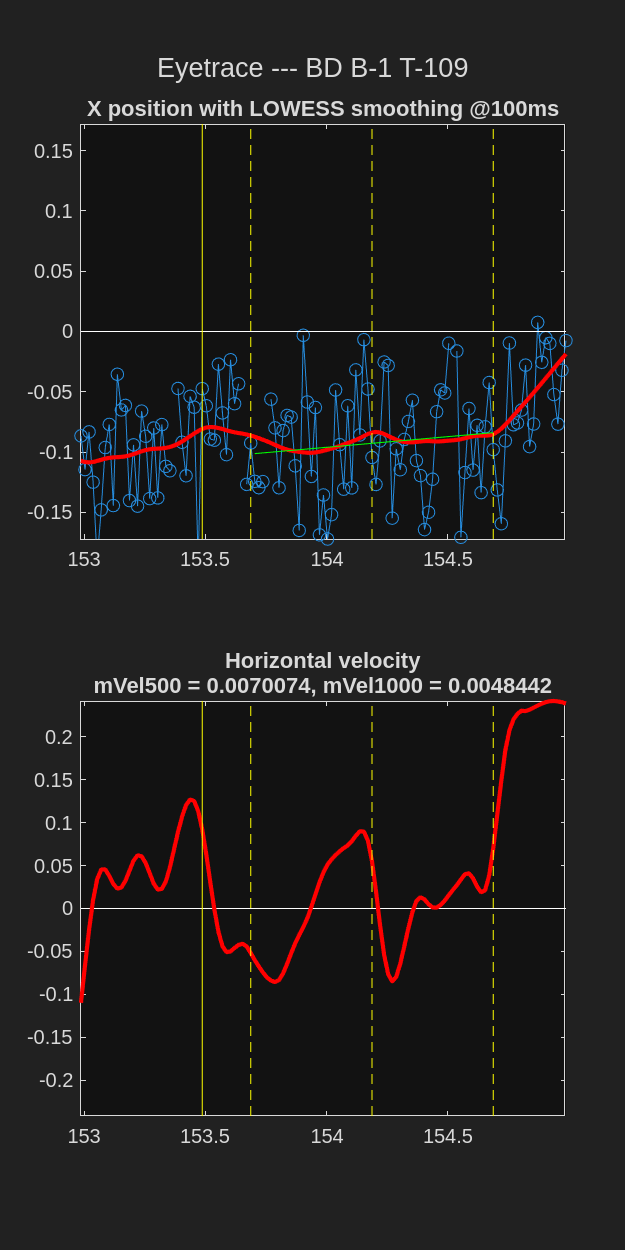 Eyetrace --- BD B-1 T-109
X position with LOWESS smoothing @100ms
0.15
0.1
0.05
0
-0.05
-0.1
-0.15
153 153.5 154 154.5
Horizontal velocity
mVel500 = 0.0070074, mVel1000 = 0.0048442
0.2
0.15
0.1
0.05
0
-0.05
-0.1
-0.15
-0.2
153 153.5 154 154.5